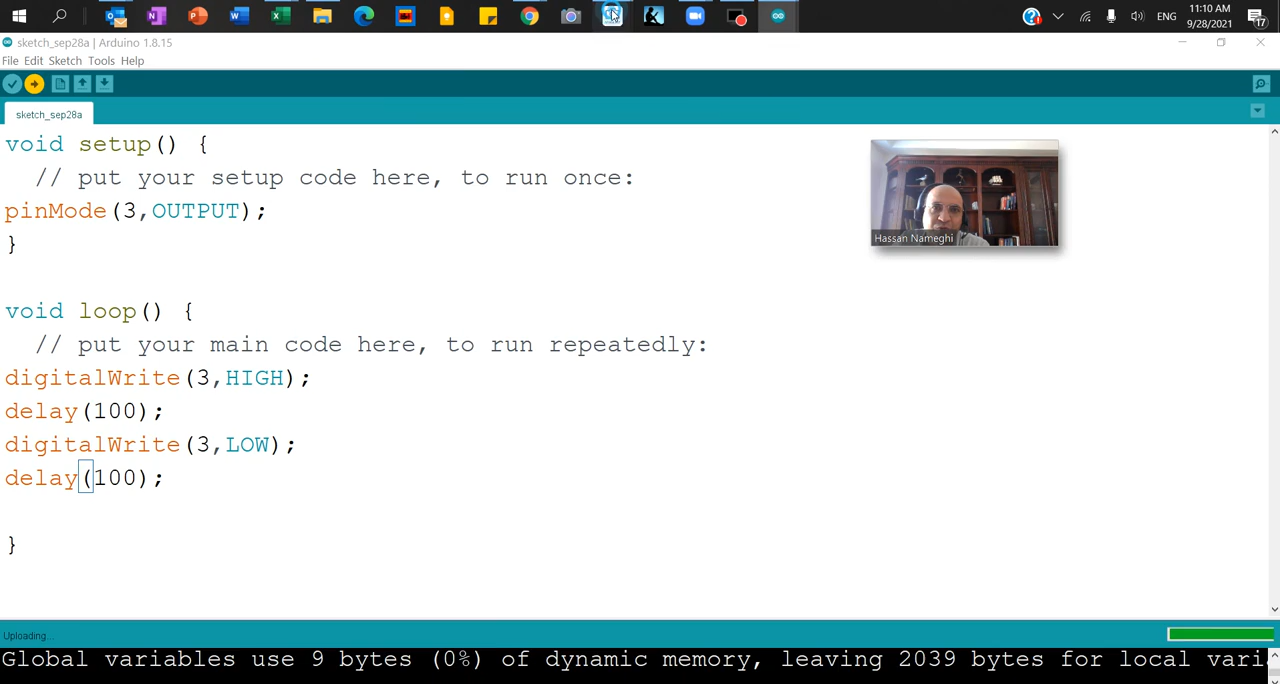 ENG
11:10 AM
9/28/2021
17
sketch_sep28a | Arduino 1.8.15
File Edit Sketch Tools Help
sketch_sep28a
void setup() {
// put your setup code here, to run once:
pinMode(3,OUTPUT);
}
void loop() {
// put your main code here, to run repeatedly:
digitalWrite(3,HIGH);
delay(100);
digitalWrite(3,LOW);
delay(100);
}
Hassan Nameghi
Uploading...
Global variables use 9 bytes (0%) of dynamic memory, leaving 2039 bytes for local varia